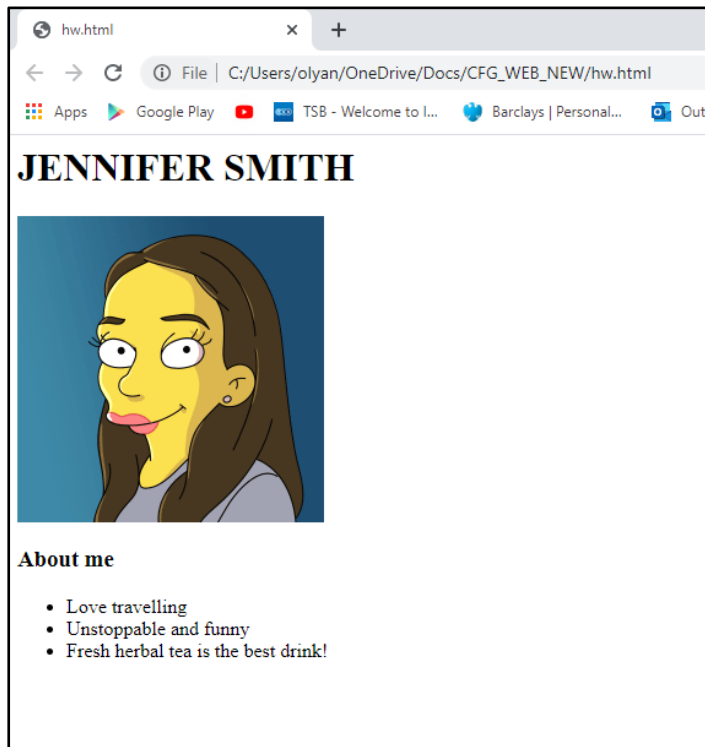 hw.html
File | C:/Users/olyan/OneDrive/Docs/CFG_WEB_NEW/hw.html
Apps Google Play TSB - Welcome to I... Barclays | Personal... Out
JENNIFER SMITH
About me
• Love travelling
• Unstoppable and funny
• Fresh herbal tea is the best drink!